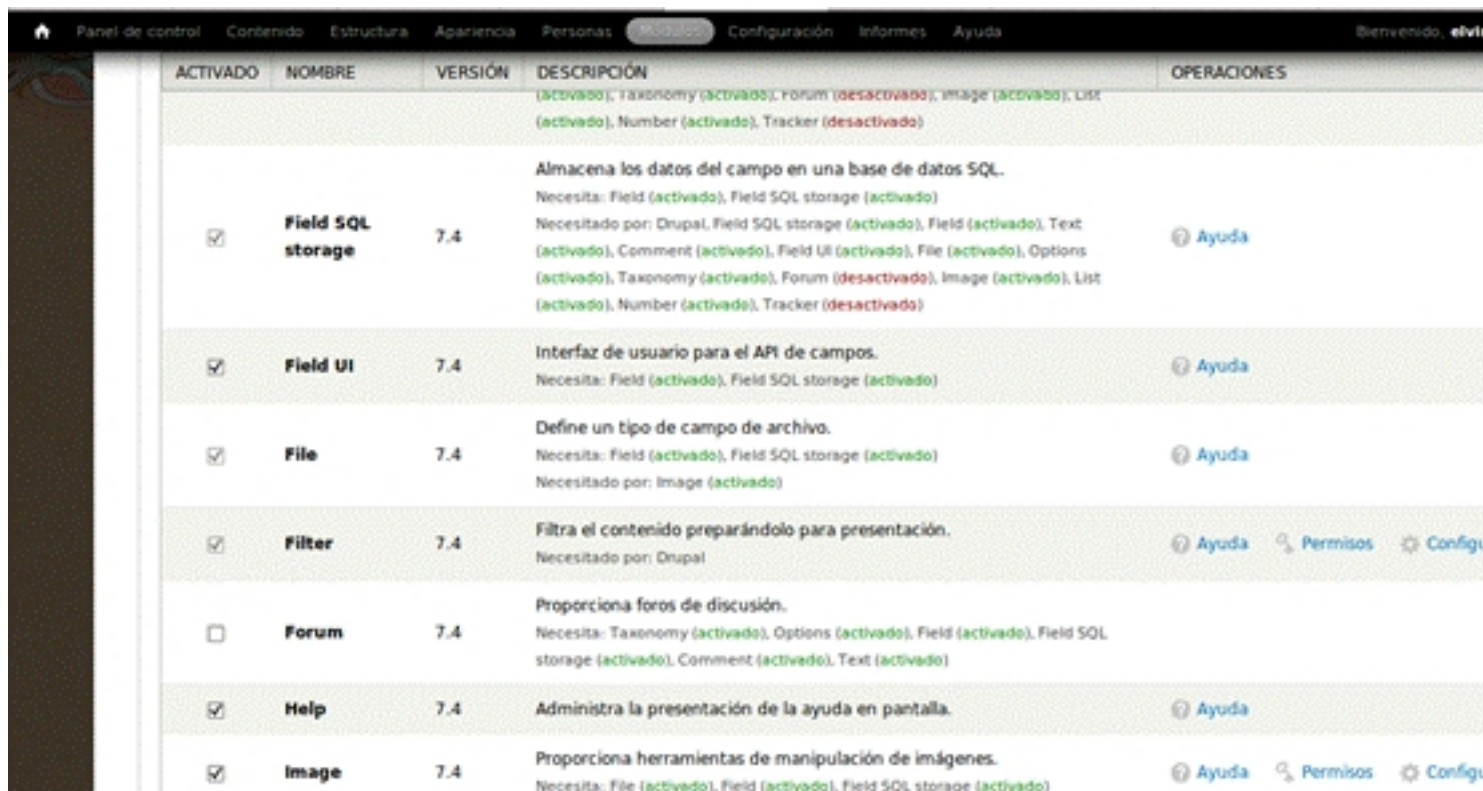 Panel de control Contenido Estructura Apariencia Personas Módulos Configuración Informes Ayuda Bienvenido,
ACTIVADO NOMBRE VERSIÓN DESCRIPCIÓN OPERACIONES
(activado), Taxonomy (activado), Forum (desactivado), Image (activado), List
(activado), Number (activado), Tracker (desactivado)
Almacena los datos del campo en una base de datos SQL.
Necesita: Field (activado), Field SQL storage (activado)
Field SQL
storage
7.4
Necesitado por: Drupal, Field SQL storage (activado), Field (activado), Text
(activado), Comment (activado), Field UI (activado), File (activado), Options
(activado), Taxonomy (activado), Forum (desactivado), Image (activado), List
(activado), Number (activado), Tracker (desactivado)
Ayuda
Field UI 7.4 Interfaz de usuario para el API de campos.
Necesita: Field (activado), Field SQL storage (activado)
Ayuda
File 7.4 Define un tipo de campo de archivo.
Necesita: Field (activado), Field SQL storage (activado)
Necesitado por: Image (activado)
Ayuda
Filter 7.4 Filtra el contenido preparándolo para presentación.
Necesitado por: Drupal
Ayuda Permisos Configu
Forum 7.4 Proporciona foros de discusión.
Necesita: Taxonomy (activado), Options (activado), Field (activado), Field SQL
storage (activado), Comment (activado), Text (activado)
Help 7.4 Administra la presentación de la ayuda en pantalla. Ayuda
Image 7.4 Proporciona herramientas de manipulación de imágenes.
Necesita: File (activado), Field (activado), Field SQL storage (activado)
Ayuda Permisos Configu